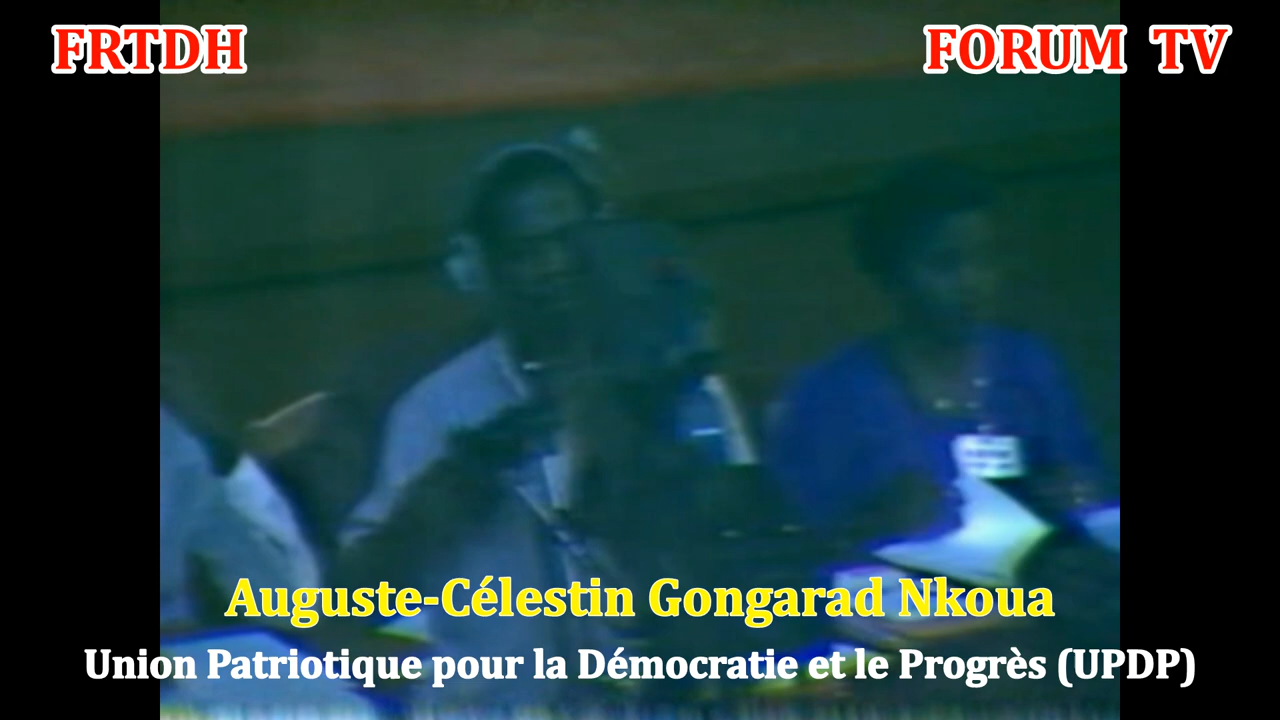 FRTDH
FORUM TV
Auguste-Célestin Gongarad Nkoua
Union Patriotique pour la Démocratie et le Progrès (UPDP)